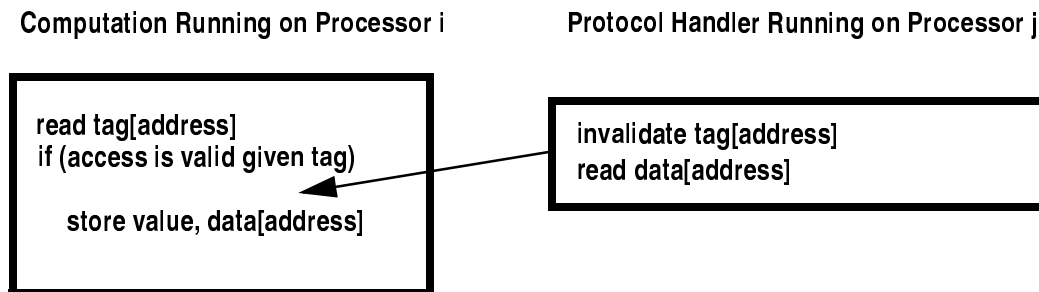 Computation Running on Processor i
Protocol Handler Running on Processor j
read tag[address]
if (access is valid given tag)
store value, data[address]
invalidate tag[address]
read data[address]